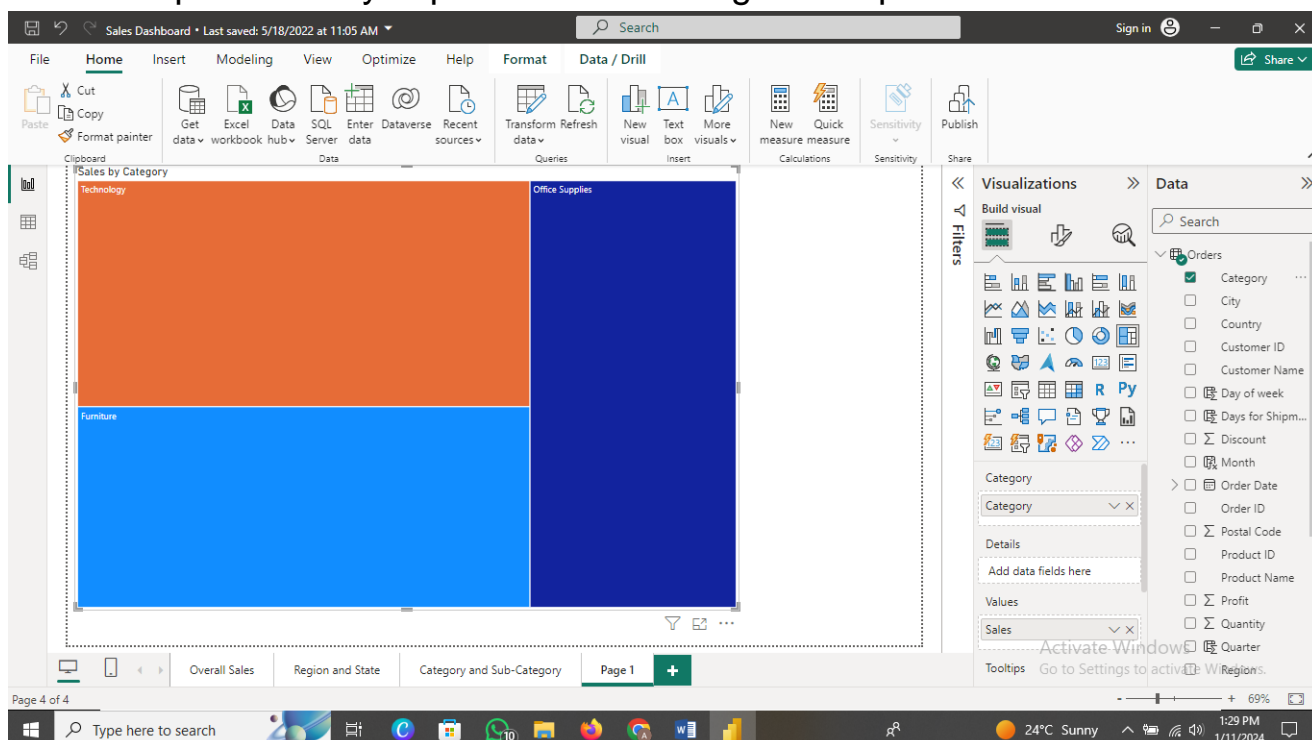 Sales Dashboard • Last saved: 5/18/2022 at 11:05 AM
Search
Sign in
File Home Insert Modeling View Optimize Help Format Data / Drill
Share
Paste
Cut
Copy
Format painter
Get data
Excel workbook
Data hub
SQL Server
Enter data
Dataverse
Recent sources
Transform data
Refresh
New visual
Text box
More visuals
New measure
Quick measure
Sensitivity
Publish
Clipboard Data Queries Insert Calculations Sensitivity Share
Sales by Category
Technology
Office Supplies
Furniture
Filters
Visualizations
Build visual
R Py
123
Category
Category
Details
Add data fields here
Values
Sales
Tooltips
Data
Search
Orders
Category
City
Country
Customer ID
Customer Name
Day of week
Days for Shipm...
Discount
Month
Order Date
Order ID
Postal Code
Product ID
Product Name
Profit
Quantity
Quarter
Region
Activate Windows
Go to Settings to activate Windows.
Overall Sales Region and State Category and Sub-Category Page 1
Page 4 of 4
69%
Type here to search
10
24°C Sunny
1:29 PM
1/11/2024